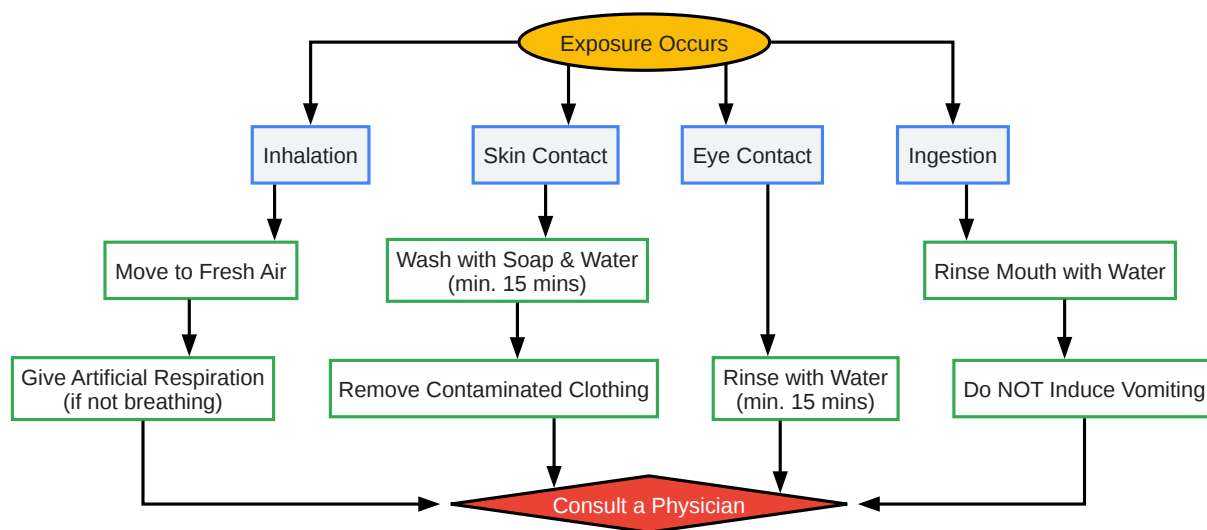 Exposure Occurs
Inhalation
Skin Contact
Eye Contact
Ingestion
Move to Fresh Air
Wash with Soap & Water
(min. 15 mins)
Rinse Mouth with Water
Give Artificial Respiration
(if not breathing)
Remove Contaminated Clothing
Rinse with Water
(min. 15 mins)
Do NOT Induce Vomiting
Consult a Physician